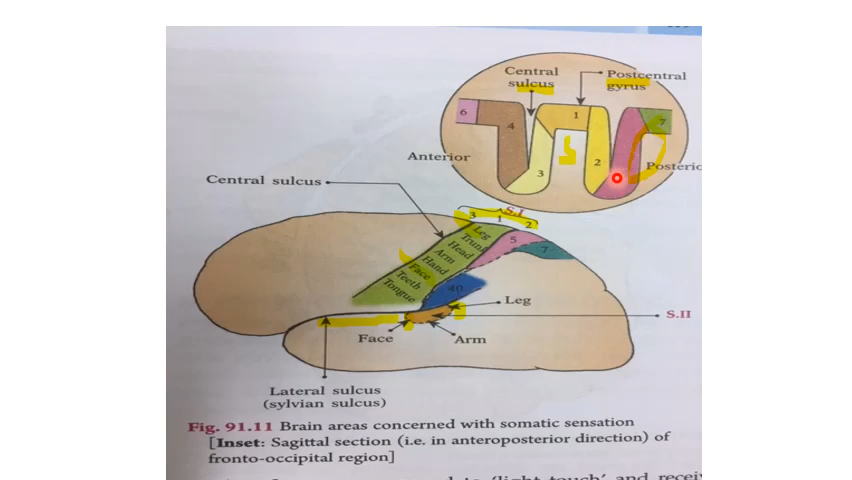 Central
sulcus
Postcentral
gyrus
6
4
1
7
3
2
Anterior
Central sulcus
S.I
3
1
2
Leg
Trunk
Head
Arm
Hand
Face
Teeth
Tongue
5
7
40
Leg
S.II
Face
Arm
Lateral sulcus
(sylvian sulcus)
Fig. 91.11 Brain areas concerned with somatic sensation
[Inset: Sagittal section (i.e. in anteroposterior direction) of
fronto-occipital region]
'light touch' and